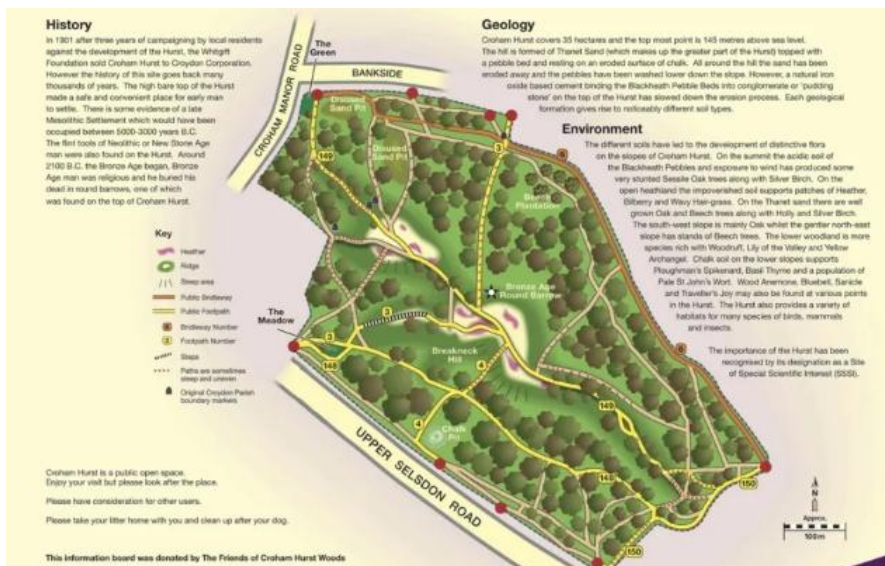 History
In 1901 after three years of campaigning by local residents
against the development of the Hurst, the Whitgift
Foundation sold Croham Hurst to Croydon Corporation.
However the history of this site goes back many
thousands of years. The high bare top of the Hurst
made a safe and convenient place for early man
to settle. There is some evidence of a late
Mesolithic Settlement which would have been
occupied between 5000-3000 years B.C.
The flint tools of Neolithic or New Stone Age
man were also found on the Hurst. Around
2100 B.C. the Bronze Age began, Bronze
Age man was religious and he buried his
dead in round barrows, one of which
was found on the top of Croham Hurst.
Key
Heather
Ridge
Steep area
Public Bridleway
Public Footpath
6 Bridleway Number
2 Footpath Number
Steps
Paths are sometimes
steep and uneven
Original Croydon Parish
boundary markers
Croham Hurst is a public open space.
Enjoy your visit but please look after the place.
Please have consideration for other users.
Please take your litter home with you and clean up after your dog.
This information board was donated by The Friends of Croham Hurst Woods
The
Green
CROHAM MANOR ROAD
BANKSIDE
Disused
Sand Pit
Disused
Sand Pit
149
3
6
Beech
Plantation
Bronze Age
Round Barrow
The
Meadow
3
3
148
Breakneck
Hill
4
4
Chalk
Pit
6
149
148
150
150
UPPER SELSDON ROAD
Geology
Croham Hurst covers 35 hectares and the top most point is 145 metres above sea level.
The hill is formed of Thanet Sand (which makes up the greater part of the Hurst) topped with
a pebble bed and resting on an eroded surface of chalk. All around the hill the sand has been
eroded away and the pebbles have been washed lower down the slope. However, a natural iron
oxide based cement binding the Blackheath Pebble Beds into conglomerate or 'pudding
stone' on the top of the Hurst has slowed down the erosion process. Each geological
formation gives rise to noticeably different soil types.
Environment
The different soils have led to the development of distinctive flora
on the slopes of Croham Hurst. On the summit the acidic soil of
the Blackheath Pebbles and exposure to wind has produced some
very stunted Sessile Oak trees along with Silver Birch. On the
open heathland the impoverished soil supports patches of Heather,
Bilberry and Wavy Hair-grass. On the Thanet sand there are well
grown Oak and Beech trees along with Holly and Silver Birch.
The south-west slope is mainly Oak whilst the gentler north-east
slope has stands of Beech trees. The lower woodland is more
species rich with Woodruff, Lily of the Valley and Yellow
Archangel. Chalk soil on the lower slopes supports
Ploughman's Spikenard, Basil Thyme and a population of
Pale St John's Wort. Wood Anemone, Bluebell, Sanicle
and Traveller's Joy may also be found at various points
in the Hurst. The Hurst also provides a variety of
habitats for many species of birds, mammals
and insects.
The importance of the Hurst has been
recognised by its designation as a Site
of Special Scientific Interest (SSSI).
N
Approx.
100m